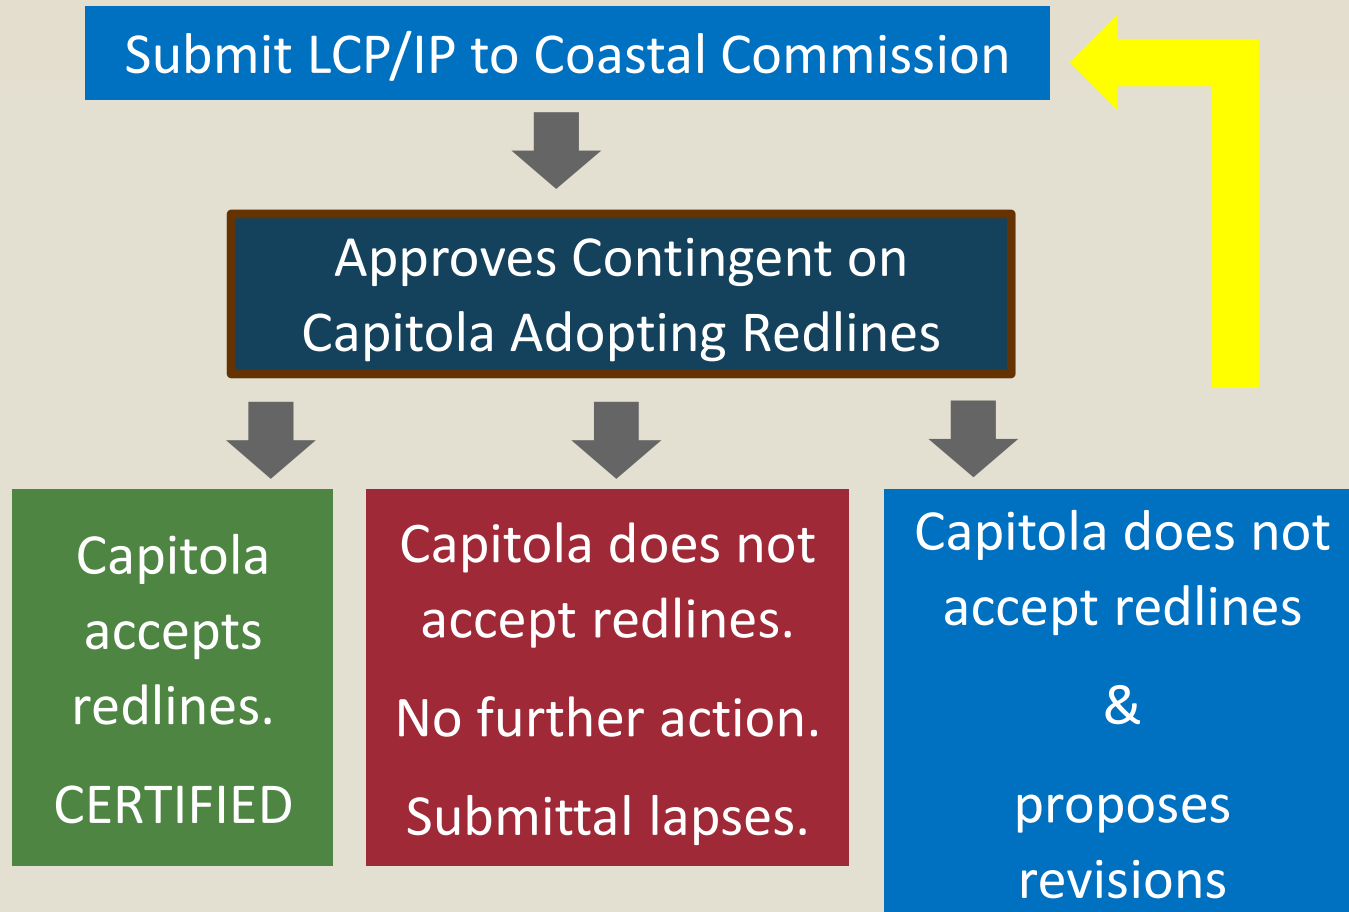 Submit LCP/IP to Coastal Commission
Approves Contingent on
Capitola Adopting Redlines
Capitola
accepts
redlines.
CERTIFIED
Capitola does not
accept redlines.
No further action.
Submittal lapses.
Capitola does not
accept redlines
&
proposes
revisions